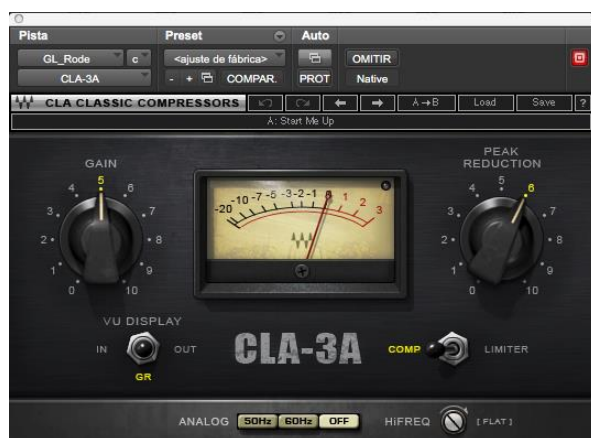 Pista Preset Auto
GL_Rode c <ajuste de fábrica> OMITIR
CLA-3A - + COMPAR. PROT Native
CLA CLASSIC COMPRESSORS A→B Load Save ?
A: Start Me Up
GAIN
0 1 2 3 4 5 6 7 8 9 10
-20 -10 -7 -5 -3 -2 -1 0 1 2 3
PEAK
REDUCTION
0 1 2 3 4 5 6 7 8 9 10
VU DISPLAY
IN OUT
GR
CLA-3A
COMP LIMITER
ANALOG 50Hz 60Hz OFF HiFREQ [FLAT]